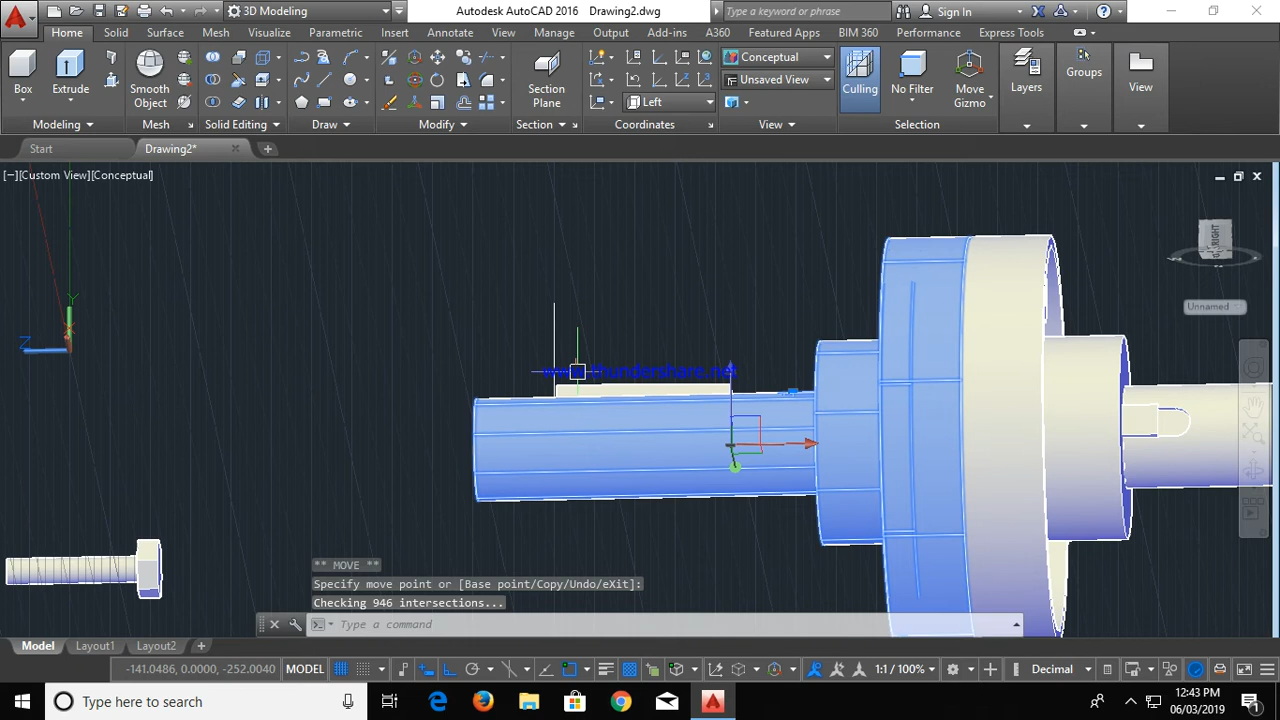 3D Modeling
Autodesk AutoCAD 2016 Drawing2.dwg
Type a keyword or phrase
Sign In
Home Solid Surface Mesh Visualize Parametric Insert Annotate View Manage Output Add-ins A360 Featured Apps BIM 360 Performance Express Tools
Box
Extrude
Smooth Object
Section Plane
Conceptual
Unsaved View
Left
Culling
No Filter
Move Gizmo
Layers
Groups
View
Modeling Mesh Solid Editing Draw Modify Section Coordinates View Selection
Start Drawing2*
[−][Custom View][Conceptual]
RIGHT
Unnamed
Y
X
Z
www.thundershare.net
** MOVE **
Specify move point or [Base point/Copy/Undo/eXit]:
Checking 946 intersections...
Type a command
Model Layout1 Layout2
-141.0486, 0.0000, -252.0040 MODEL 1:1 / 100% Decimal
Type here to search
12:43 PM
06/03/2019